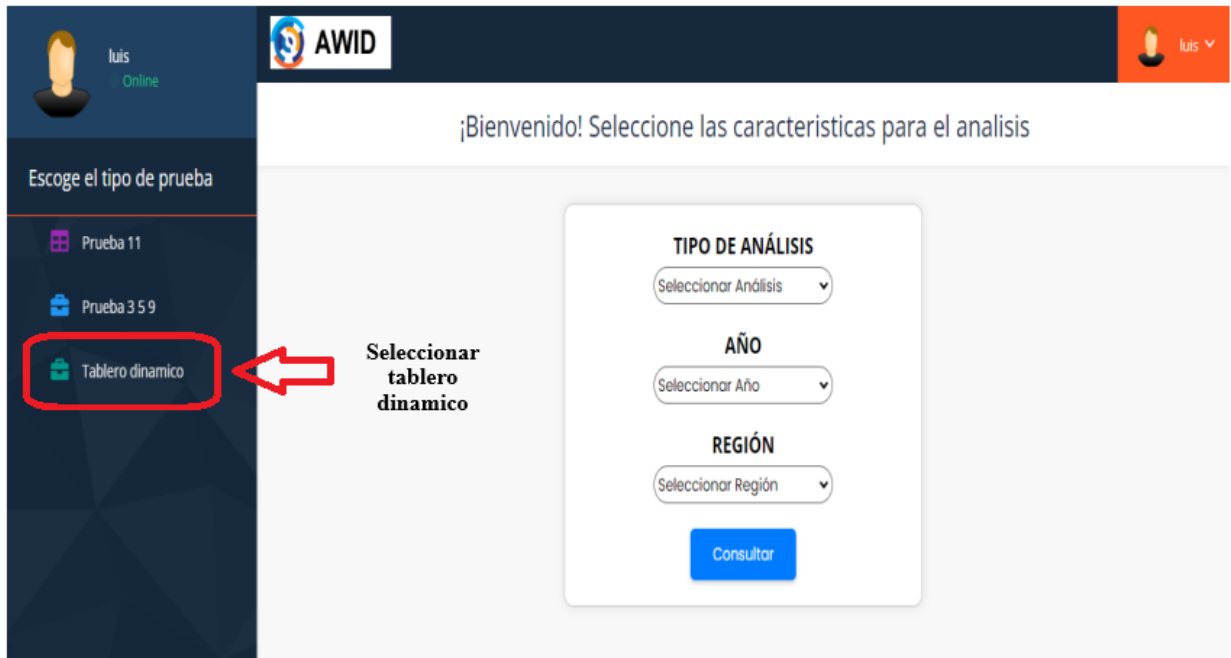 luis
Online
AWID
luis
¡Bienvenido! Seleccione las caracteristicas para el analisis
Escoge el tipo de prueba
Prueba 11
Prueba 3 5 9
Tablero dinamico
Seleccionar
tablero
dinamico
TIPO DE ANÁLISIS
Seleccionar Análisis
AÑO
Seleccionar Año
REGIÓN
Seleccionar Región
Consultar